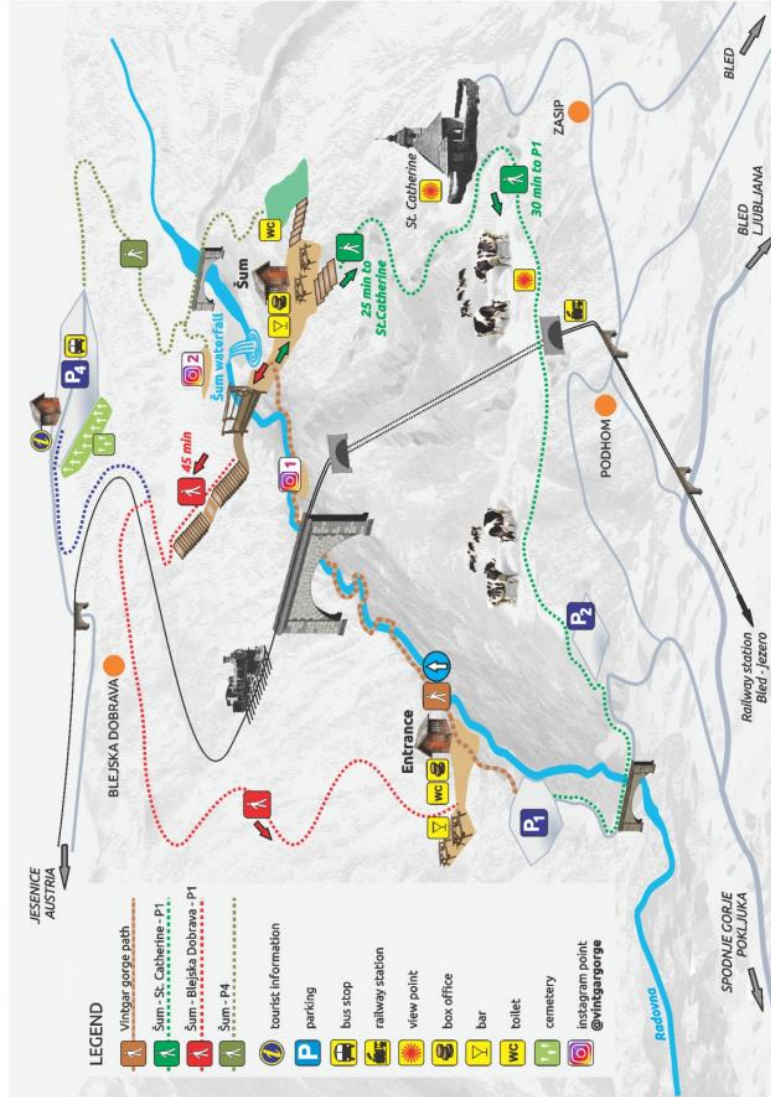 JESENICE
AUSTRIA
BLEJSKA DOBRAVA
P4
45 min
2
Šum waterfall
WC
Šum
1
25 min to
St.Catherine
St. Catherine
30 min to P1
ZASIP
BLED
BLED
LJUBLJANA
PODHOM
P2
Railway station
Bled - Jezero
Entrance
WC
P1
Radovna
SPODNJE GORJE
POKLJUKA
LEGEND
Vintgar gorge path
Šum - St. Catherine - P1
Šum - Blejska Dobrava - P1
Šum - P4
i
tourist information
P
parking
bus stop
railway station
view point
box office
bar
WC
toilet
cemetery
instagram point
@vintgargorge